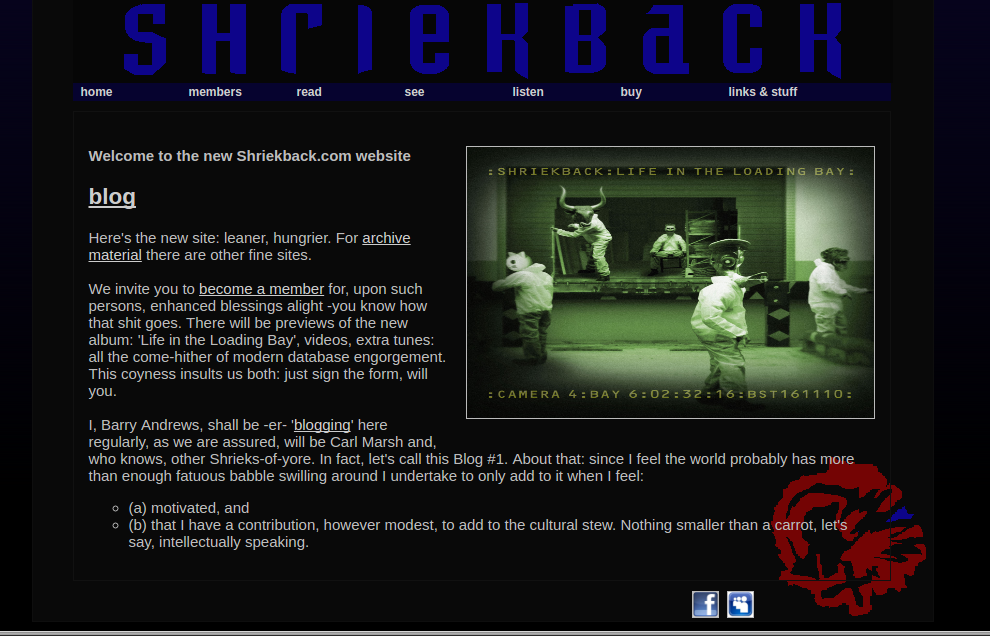 SHRIEKBACK
home members read see listen buy links & stuff
Welcome to the new Shriekback.com website
blog
Here's the new site: leaner, hungrier. For archive
material there are other fine sites.
We invite you to become a member for, upon such
persons, enhanced blessings alight -you know how
that shit goes. There will be previews of the new
album: 'Life in the Loading Bay', videos, extra tunes:
all the come-hither of modern database engorgement.
This coyness insults us both: just sign the form, will
you.
I, Barry Andrews, shall be -er- 'blogging' here
regularly, as we are assured, will be Carl Marsh and,
who knows, other Shrieks-of-yore. In fact, let's call this Blog #1. About that: since I feel the world probably has more
than enough fatuous babble swilling around I undertake to only add to it when I feel:
(a) motivated, and
(b) that I have a contribution, however modest, to add to the cultural stew. Nothing smaller than a carrot, let's
say, intellectually speaking.
:SHRIEKBACK:LIFE IN THE LOADING BAY:
:CAMERA 4:BAY 6:02:32:16:BST161110:
f